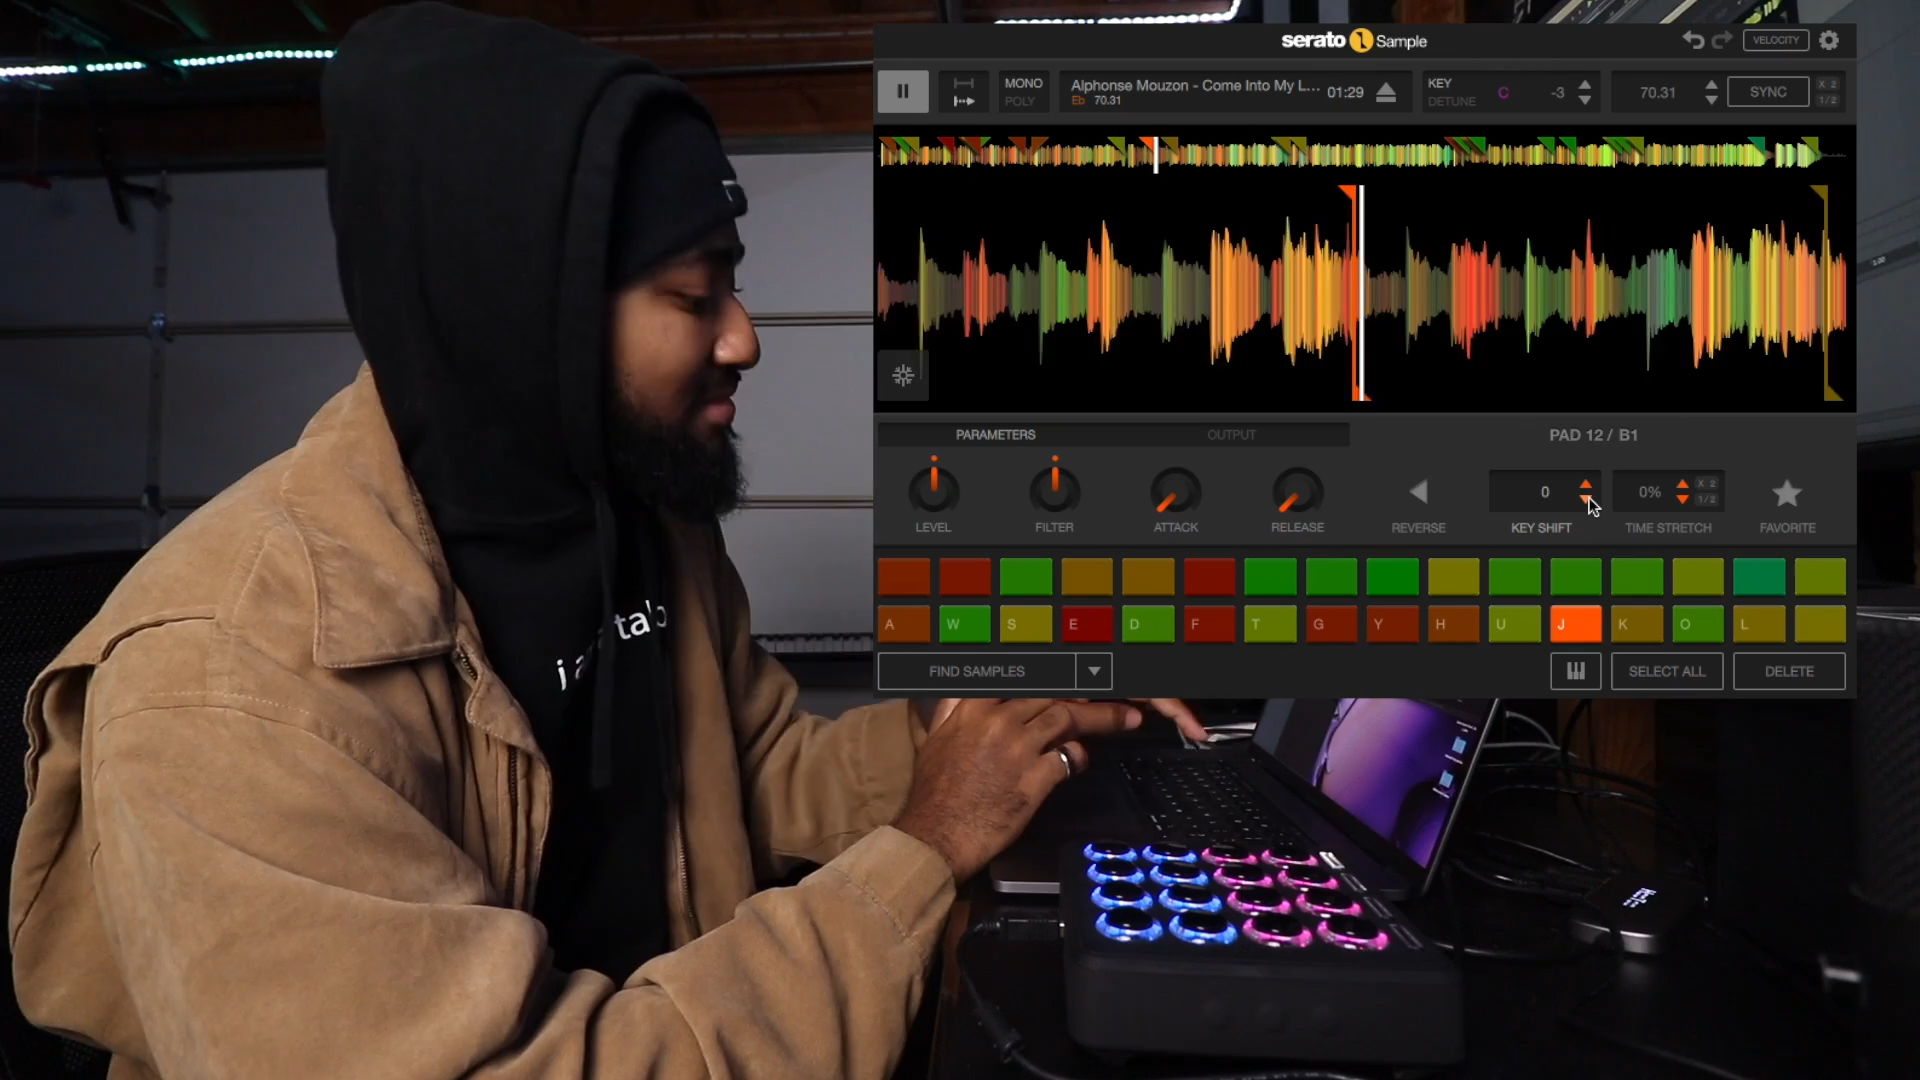 serato Sample
VELOCITY
MONO
POLY
Alphonse Mouzon - Come Into My L...
Eb 70.31
01:29
KEY
DETUNE
C
-3
70.31
SYNC
X 2
1/2
PARAMETERS
OUTPUT
PAD 12 / B1
0
0%
X 2
1/2
LEVEL
FILTER
ATTACK
RELEASE
REVERSE
KEY SHIFT
TIME STRETCH
FAVORITE
A W S E D F T G Y H U J K O L
FIND SAMPLES
SELECT ALL
DELETE